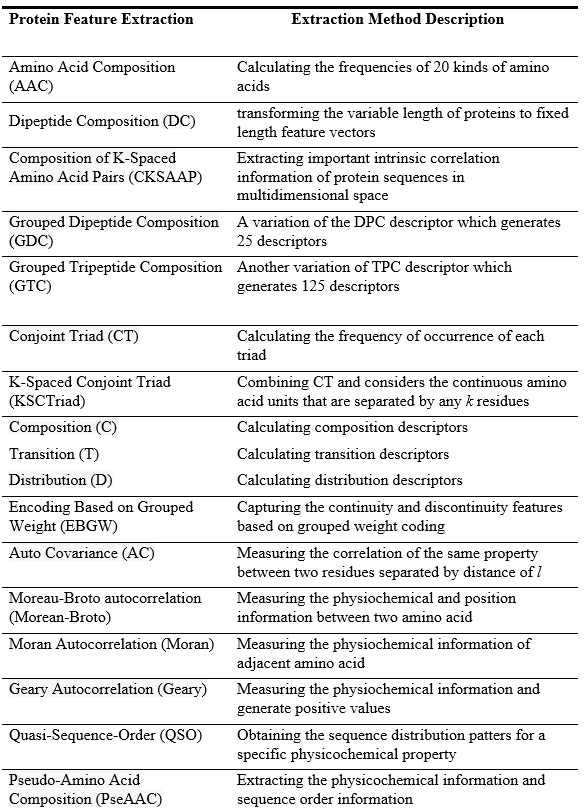 Protein Feature Extraction Extraction Method Description
Amino Acid Composition Calculating the frequencies of 20 kinds of amino
(AAC) acids
Dipeptide Composition (DC) transforming the variable length of proteins to fixed
length feature vectors
Composition of K-Spaced Extracting important intrinsic correlation
Amino Acid Pairs (CKSAAP) information of protein sequences in
multidimensional space
Grouped Dipeptide Composition A variation of the DPC descriptor which generates
(GDC) 25 descriptors
Grouped Tripeptide Composition Another variation of TPC descriptor which
(GTC) generates 125 descriptors
Conjoint Triad (CT) Calculating the frequency of occurrence of each
triad
K-Spaced Conjoint Triad Combining CT and considers the continuous amino
(KSCTriad) acid units that are separated by any k residues
Composition (C) Calculating composition descriptors
Transition (T) Calculating transition descriptors
Distribution (D) Calculating distribution descriptors
Encoding Based on Grouped Capturing the continuity and discontinuity features
Weight (EBGW) based on grouped weight coding
Auto Covariance (AC) Measuring the correlation of the same property
between two residues separated by distance of l
Moreau-Broto autocorrelation Measuring the physiochemical and position
(Morean-Broto) information between two amino acid
Moran Autocorrelation (Moran) Measuring the physiochemical information of
adjacent amino acid
Geary Autocorrelation (Geary) Measuring the physiochemical information and
generate positive values
Quasi-Sequence-Order (QSO) Obtaining the sequence distribution patters for a
specific physicochemical property
Pseudo-Amino Acid Extracting the physicochemical information and
Composition (PseAAC) sequence order information